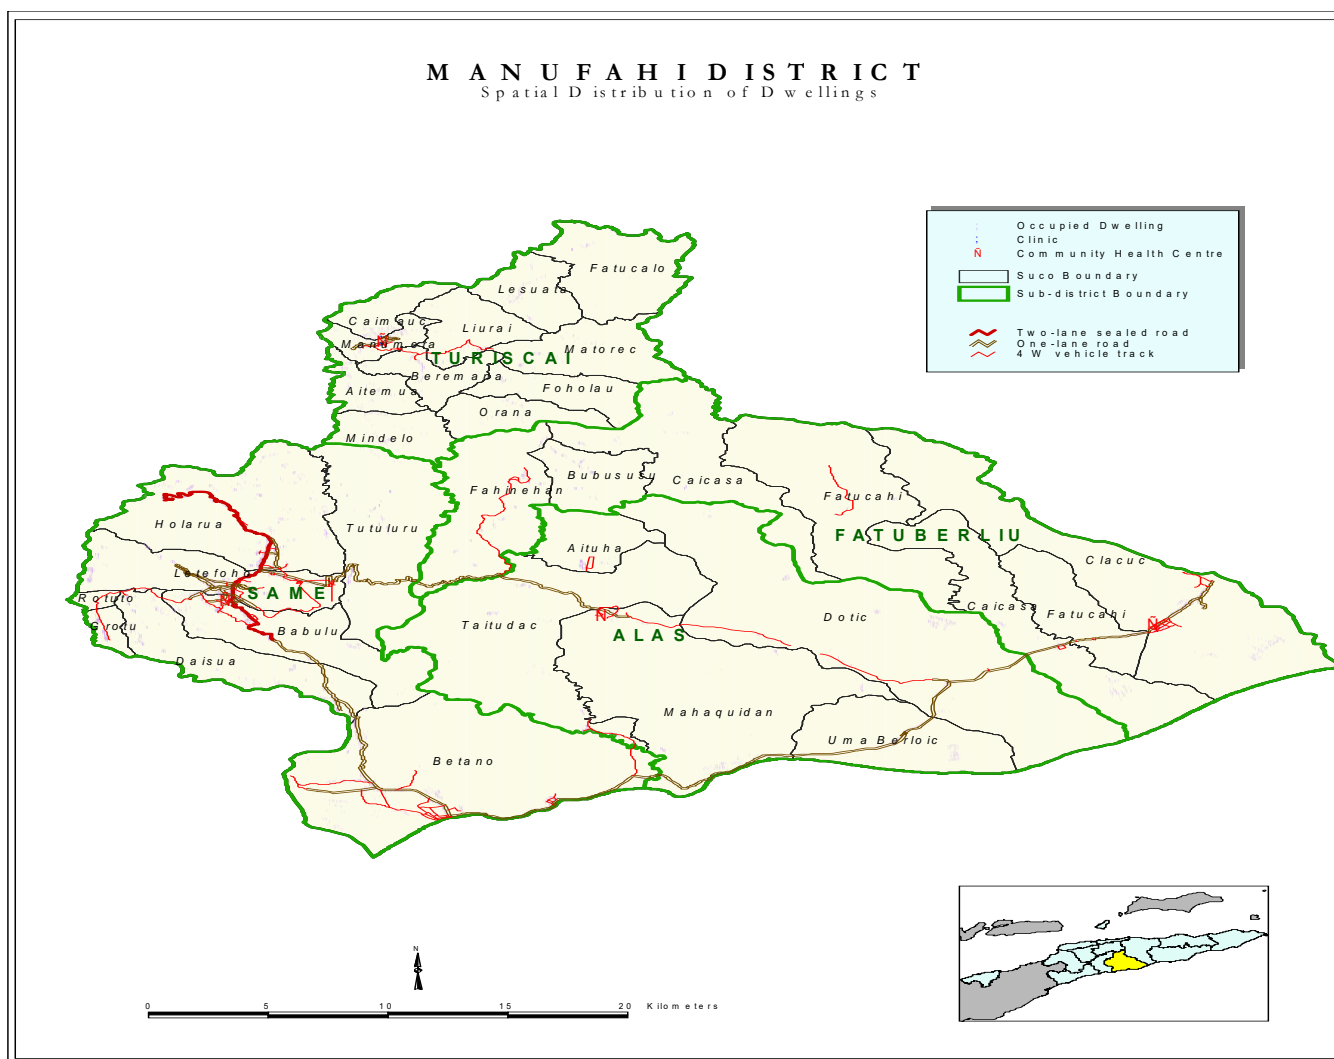 MANUFAHI DISTRICT
Spatial Distribution of Dwellings
Occupied Dwelling
Clinic
Ñ Community Health Centre
Suco Boundary
Sub-district Boundary
Two-lane sealed road
One-lane road
4 W vehicle track
Fatucalo
Lesuata
Caimauc
Liurai
Manumera
Matorec
TURISCAI
Beremana
Aitemua
Foholau
Orana
Mindelo
Fahinehan
Bubususu
Caicasa
Fatucahi
Holarua
Tutuluru
FATUBERLIU
Aituha
Clacuc
Letefoho
SAME
Rotuto
Caicasa
Fatucahi
Grotu
Babulu
Taitudac
ALAS
Dotic
Ñ
Ñ
Ñ
Daisua
Mahaquidan
Uma Berloic
Betano
N
0 5 10 15 20 Kilometers